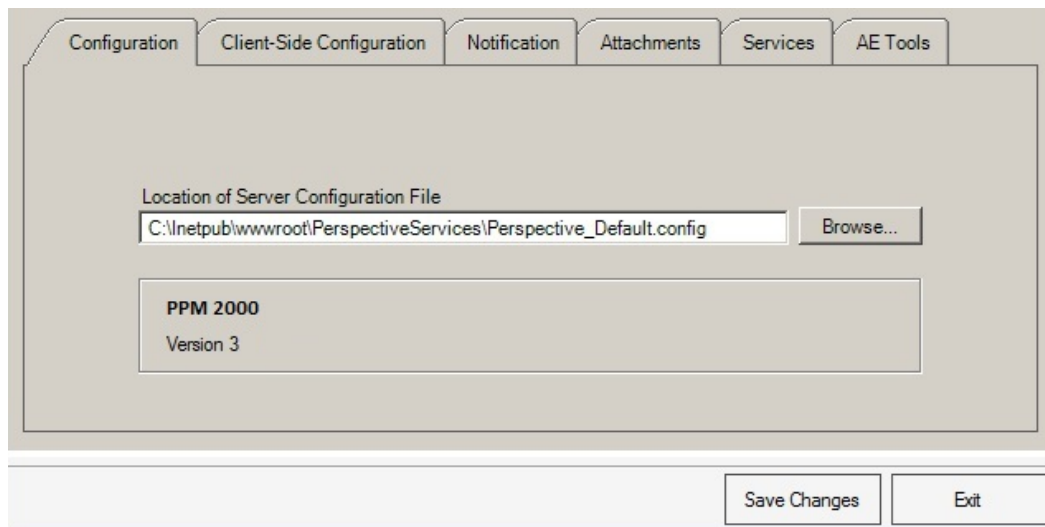 Configuration Client-Side Configuration Notification Attachments Services AE Tools
Location of Server Configuration File
C:\Inetpub\wwwroot\PerspectiveServices\Perspective_Default.config Browse...
PPM 2000
Version 3
Save Changes Exit